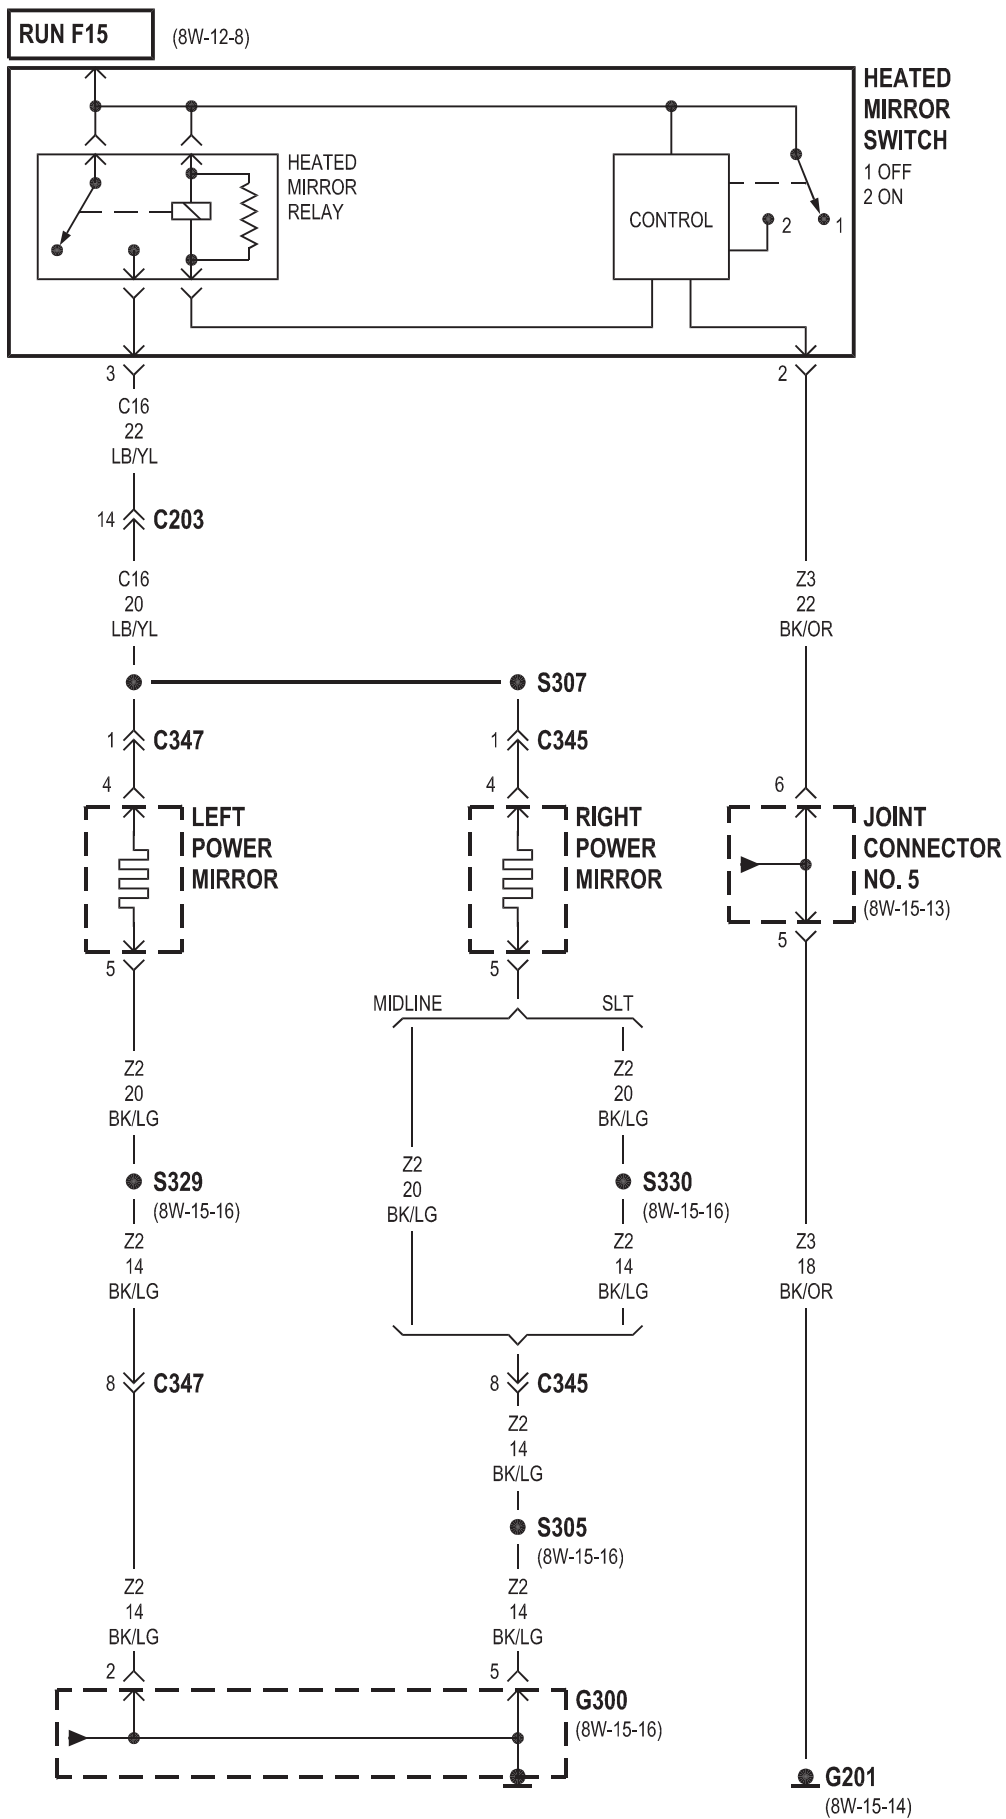 RUN F15
(8W-12-8)
HEATED
MIRROR
SWITCH
1 OFF
2 ON
HEATED
MIRROR
RELAY
CONTROL
2
1
3
2
C16
22
LB/YL
14
C203
C16
20
LB/YL
Z3
22
BK/OR
S307
1
C347
1
C345
4
4
6
LEFT
POWER
MIRROR
RIGHT
POWER
MIRROR
JOINT
CONNECTOR
NO. 5
(8W-15-13)
5
5
5
MIDLINE
SLT
Z2
20
BK/LG
Z2
20
BK/LG
Z2
20
BK/LG
S329
(8W-15-16)
S330
(8W-15-16)
Z2
14
BK/LG
Z2
14
BK/LG
Z3
18
BK/OR
8
C347
8
C345
Z2
14
BK/LG
S305
(8W-15-16)
Z2
14
BK/LG
Z2
14
BK/LG
2
5
G300
(8W-15-16)
G201
(8W-15-14)